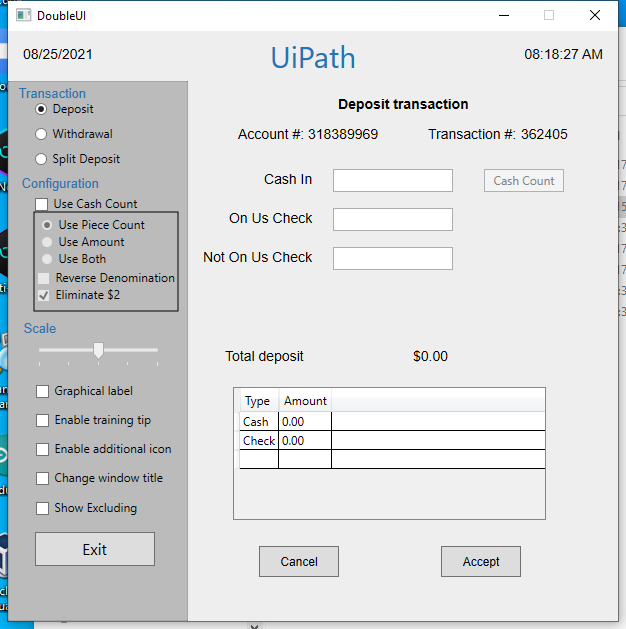 DoubleUI
08/25/2021
UiPath
08:18:27 AM
Transaction
Deposit
Withdrawal
Split Deposit
Configuration
Use Cash Count
Use Piece Count
Use Amount
Use Both
Reverse Denomination
Eliminate $2
Scale
Graphical label
Enable training tip
Enable additional icon
Change window title
Show Excluding
Exit
Deposit transaction
Account #: 318389969 Transaction #: 362405
Cash In
Cash Count
On Us Check
Not On Us Check
Total deposit $0.00
Type Amount
Cash 0.00
Check 0.00
Cancel Accept